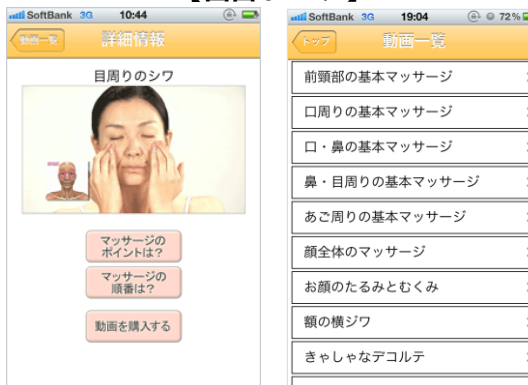 SoftBank 3G 10:44
動画一覧
詳細情報
目周りのシワ
マッサージの
ポイントは?
マッサージの
順番は?
動画を購入する
SoftBank 3G 19:04 72%
トップ
動画一覧
前頸部の基本マッサージ
口周りの基本マッサージ
口・鼻の基本マッサージ
鼻・目周りの基本マッサージ
あご周りの基本マッサージ
顔全体のマッサージ
お顔のたるみとむくみ
額の横ジワ
きゃしゃなデコルテ